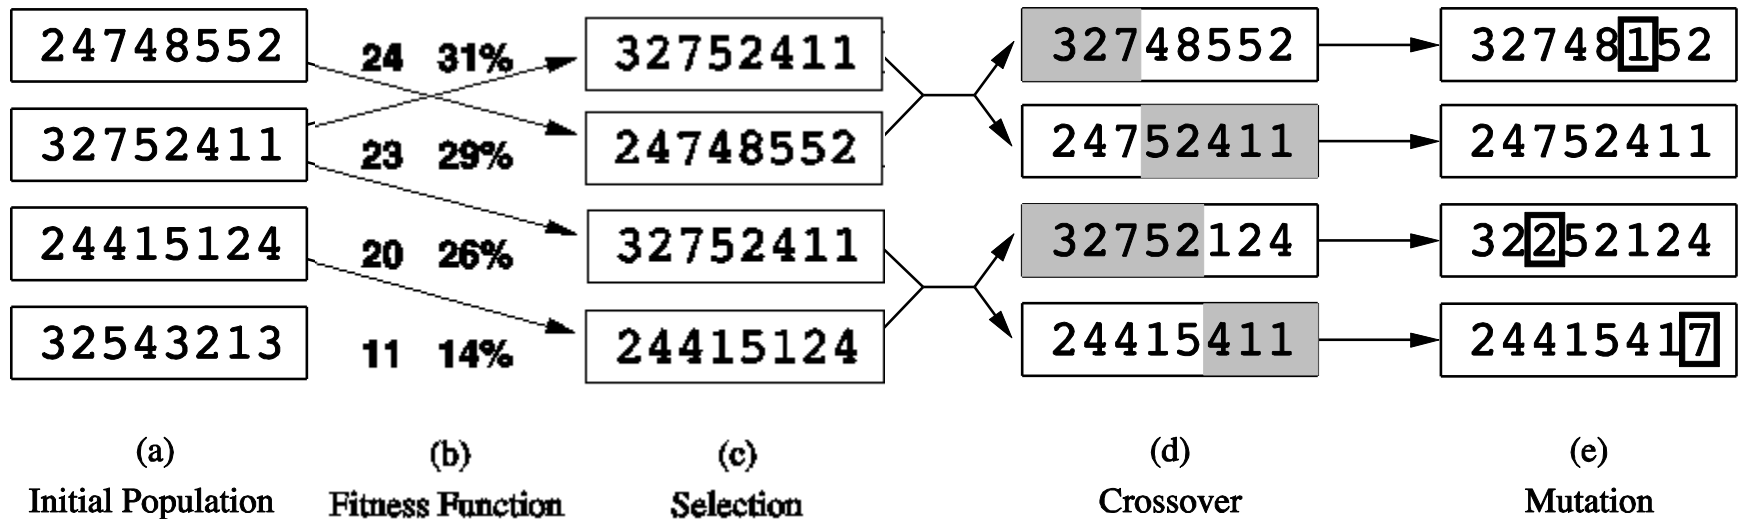 24748552 24 31% 32752411 32748552 32748152
32752411 23 29% 24748552 24752411 24752411
24415124 20 26% 32752411 32752124 32252124
32543213 11 14% 24415124 24415411 24415417
(a) (b) (c) (d) (e)
Initial Population Fitness Function Selection Crossover Mutation